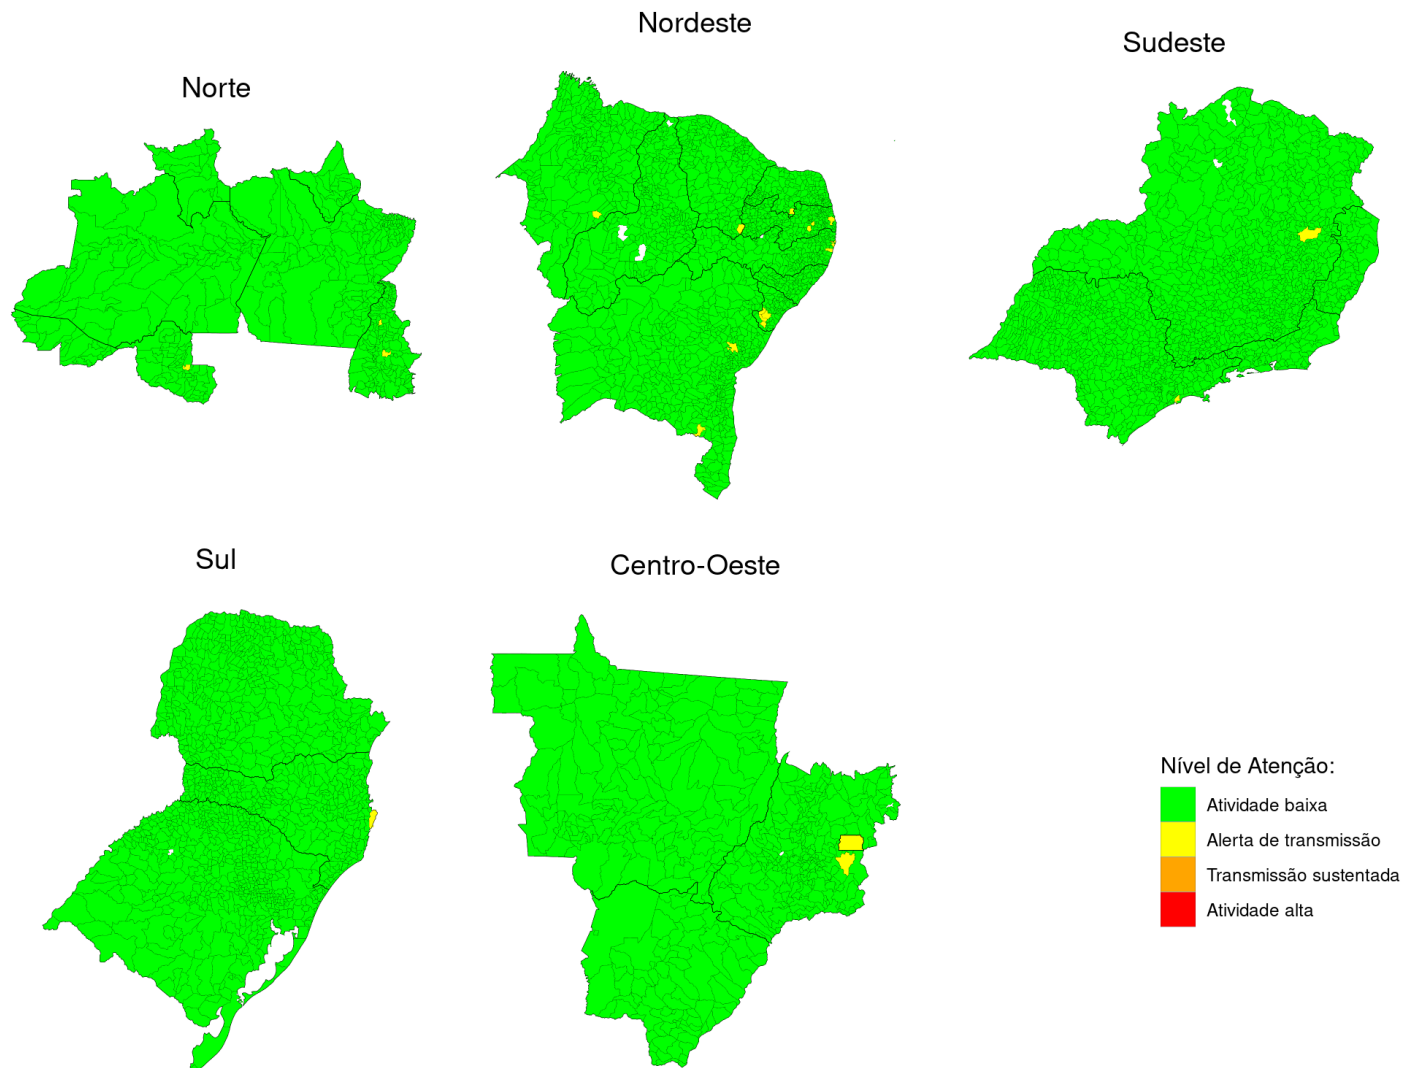 Nordeste
Sudeste
Norte
Sul
Centro-Oeste
Nível de Atenção:
Atividade baixa
Alerta de transmissão
Transmissão sustentada
Atividade alta